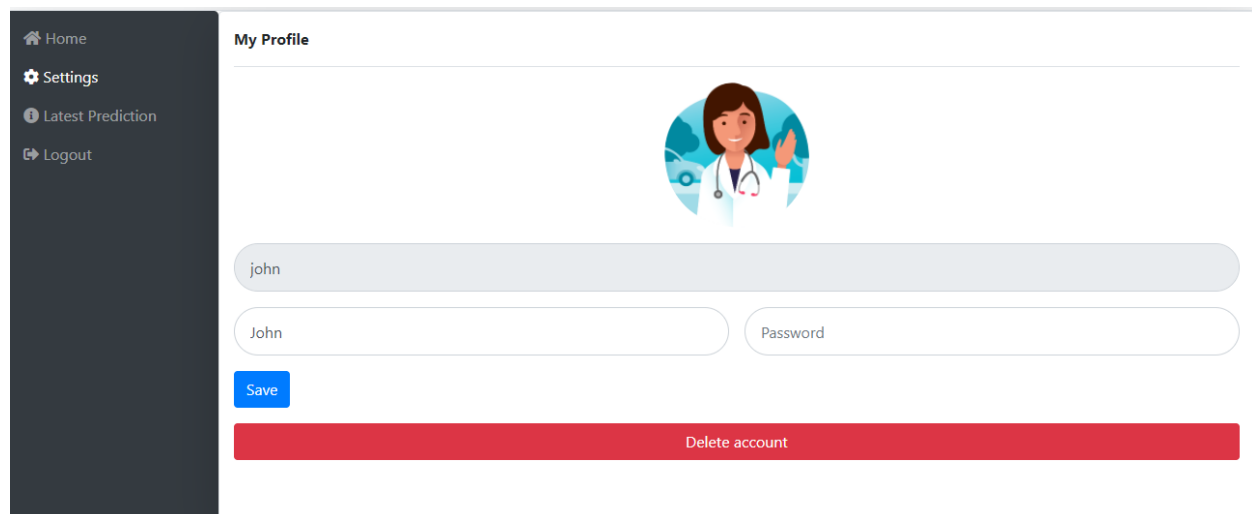 Home
Settings
Latest Prediction
Logout
My Profile
john
John
Password
Save
Delete account